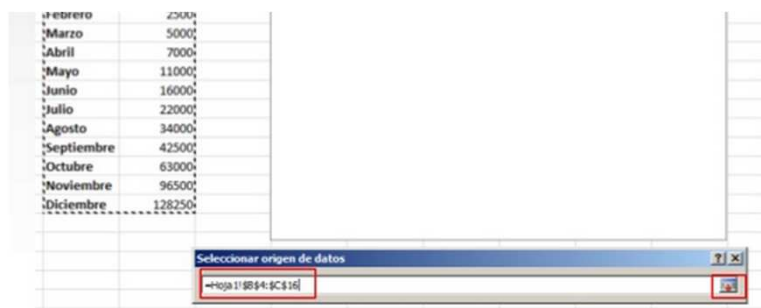 Febrero 2500
Marzo 5000
Abril 7000
Mayo 11000
Junio 16000
Julio 22000
Agosto 34000
Septiembre 42500
Octubre 63000
Noviembre 96500
Diciembre 128250
Seleccionar origen de datos
=Hoja1!$B$4:$C$16